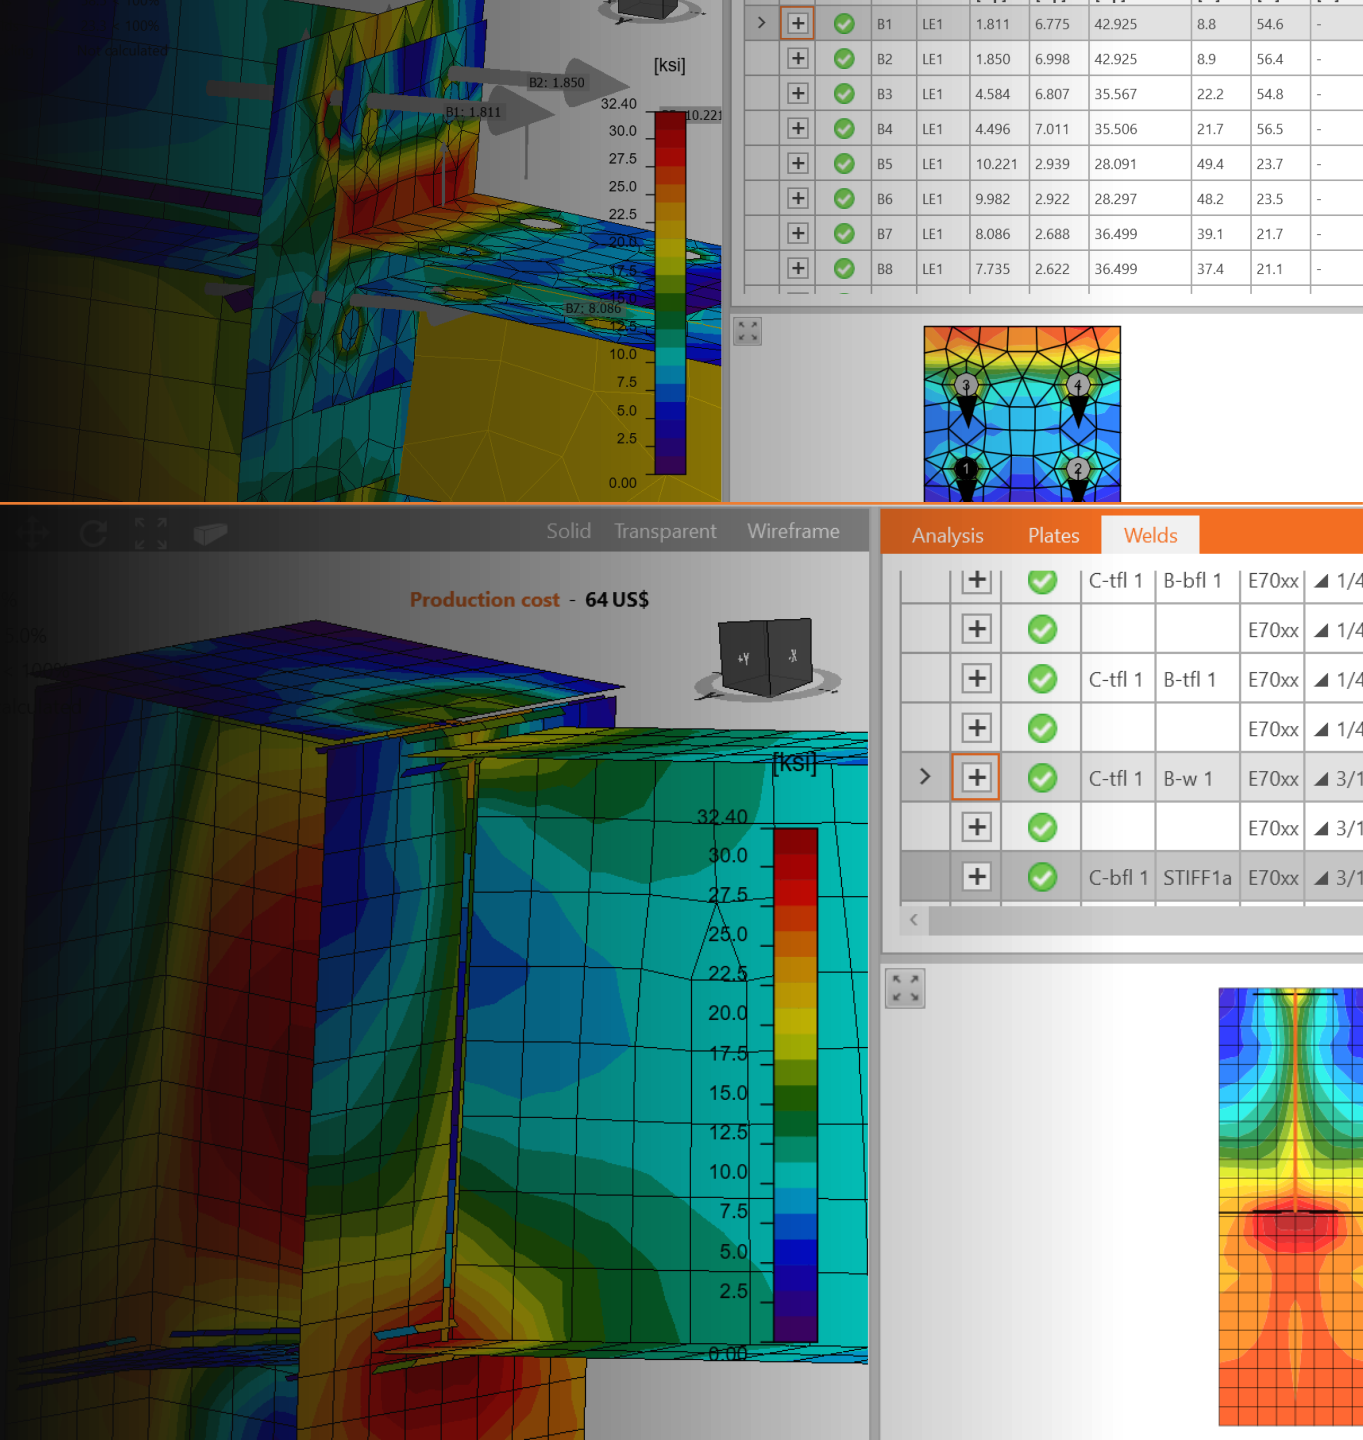 × 100%
< 100%
calculated
B2: 1.850
B1: 1.811
10.221
B7: 8.086
[ksi]
32.40
30.0
27.5
25.0
22.5
20.0
17.5
15.0
12.5
10.0
7.5
5.0
2.5
0.00
B1 LE1 1.811 6.775 42.925 8.8 54.6 -
B2 LE1 1.850 6.998 42.925 8.9 56.4 -
B3 LE1 4.584 6.807 35.567 22.2 54.8 -
B4 LE1 4.496 7.011 35.506 21.7 56.5 -
B5 LE1 10.221 2.939 28.091 49.4 23.7 -
B6 LE1 9.982 2.922 28.297 48.2 23.5 -
B7 LE1 8.086 2.688 36.499 39.1 21.7 -
B8 LE1 7.735 2.622 36.499 37.4 21.1 -
3 4
1 2
Solid Transparent Wireframe
Production cost - 64 US$
+Y -X
[ksi]
32.40
30.0
27.5
25.0
22.5
20.0
17.5
15.0
12.5
10.0
7.5
5.0
2.5
0.00
Analysis Plates Welds
C-tfl 1 B-bfl 1 E70xx ◢ 1/4
E70xx ◢ 1/4
C-tfl 1 B-tfl 1 E70xx ◢ 1/4
E70xx ◢ 1/4
C-tfl 1 B-w 1 E70xx ◢ 3/1
E70xx ◢ 3/1
C-bfl 1 STIFF1a E70xx ◢ 3/1